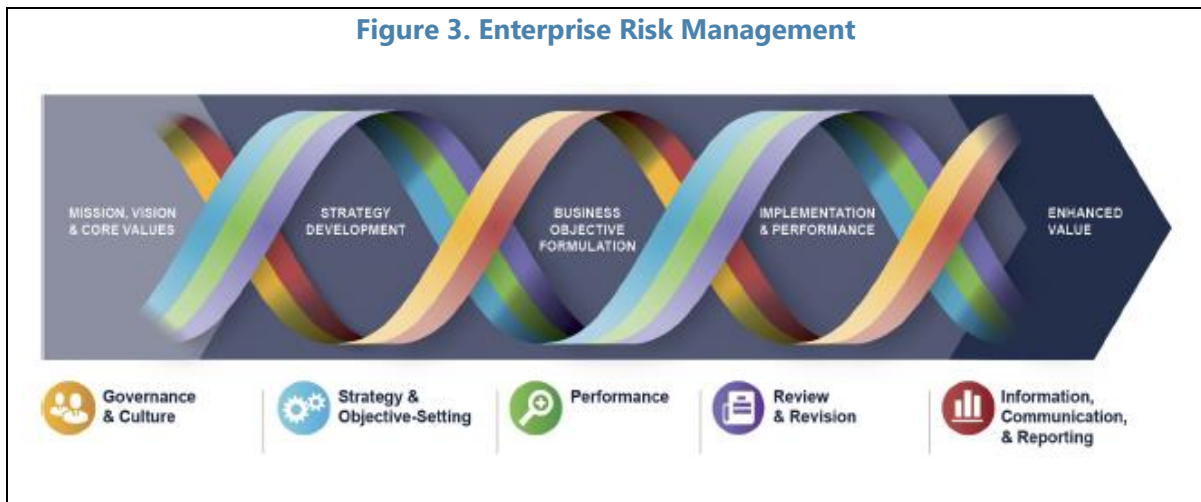 Figure 3. Enterprise Risk Management
MISSION, VISION
& CORE VALUES
STRATEGY
DEVELOPMENT
BUSINESS
OBJECTIVE
FORMULATION
IMPLEMENTATION
& PERFORMANCE
ENHANCED
VALUE
Governance
& Culture
Strategy &
Objective-Setting
Performance
Review
& Revision
Information,
Communication,
& Reporting